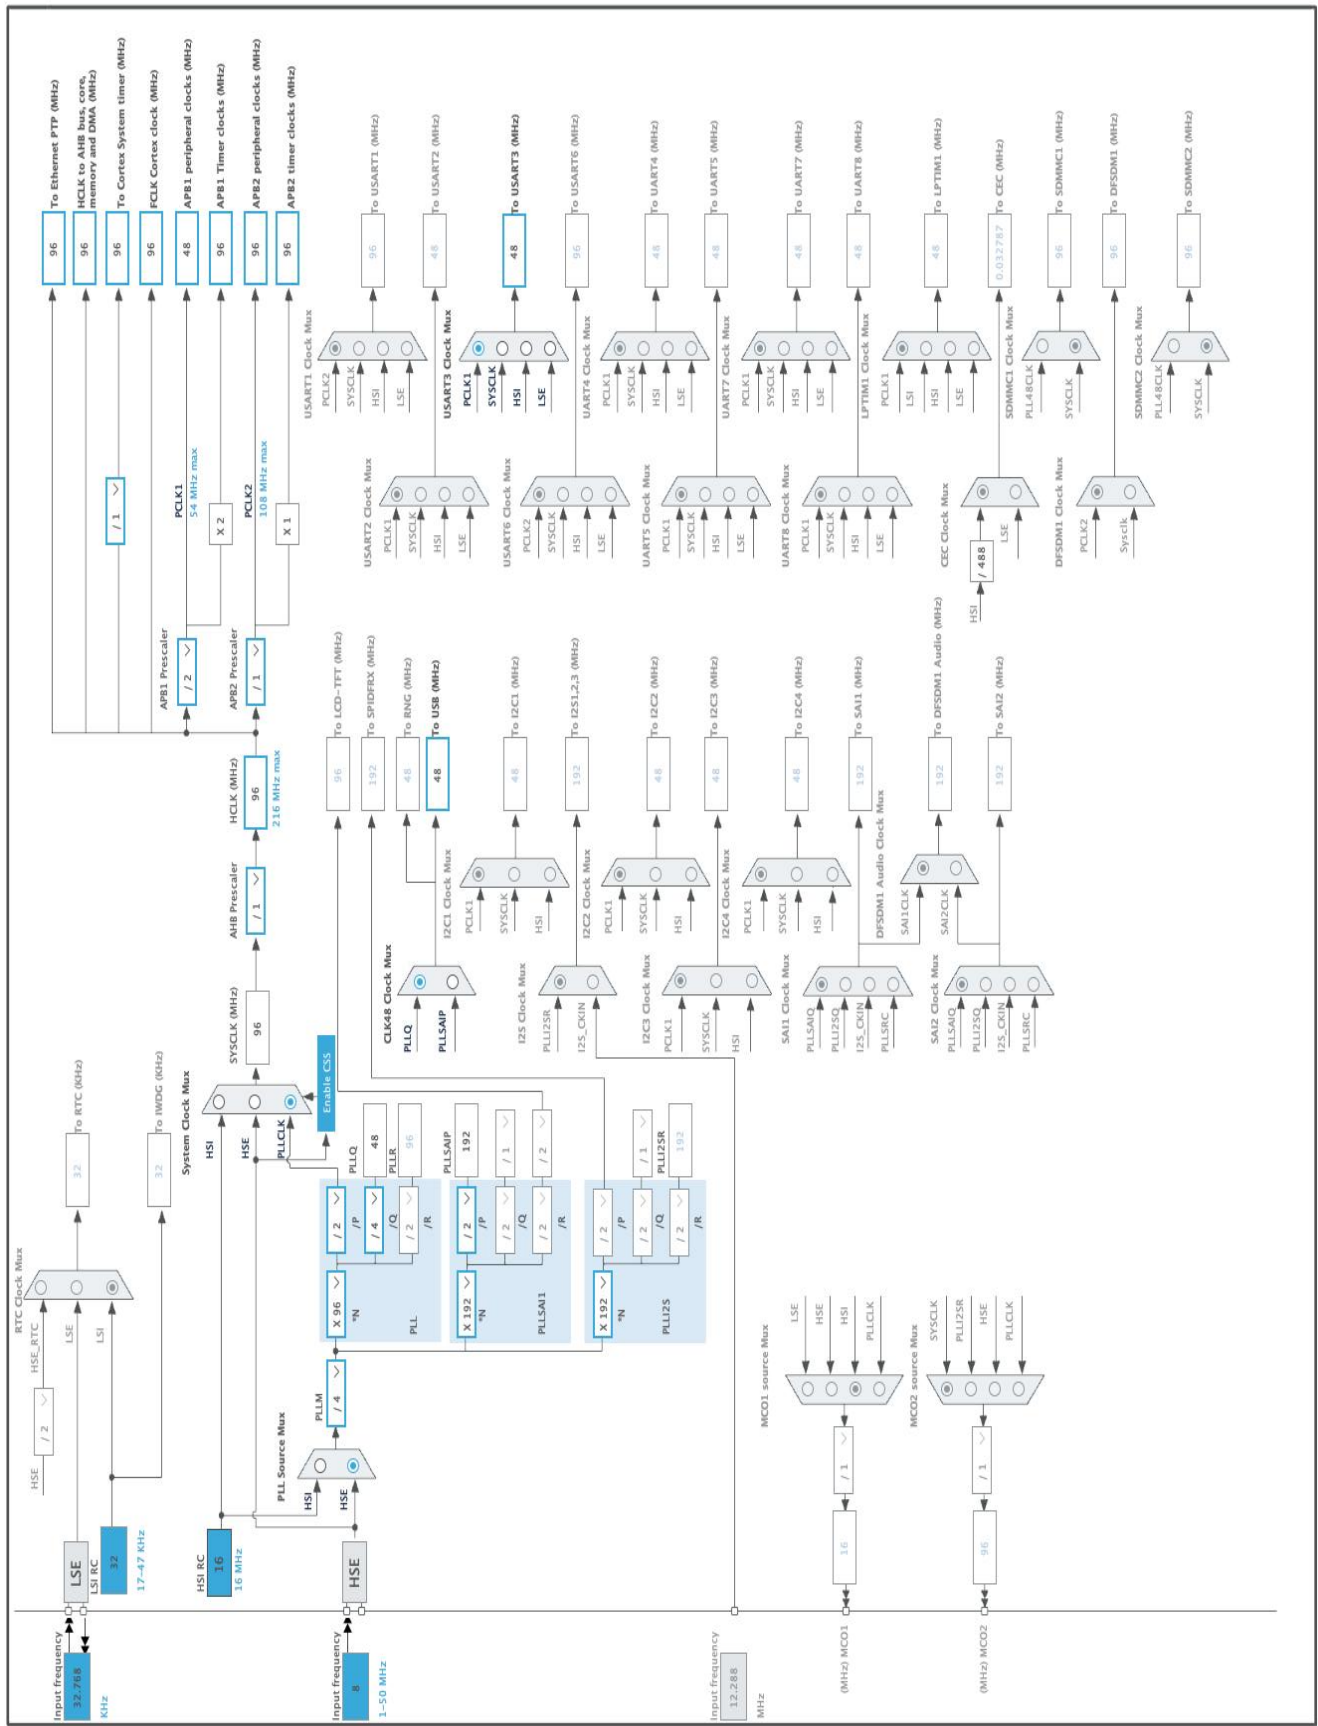 Input frequency
32.768
KHz
LSE
LSI RC
32
17-47 KHz
HSE
/ 2
HSE_RTC
LSE
LSI
RTC Clock Mux
32
To RTC (KHz)
32
To IWDG (KHz)
HSI RC
16
16 MHz
Input frequency
8
1-50 MHz
HSE
PLL Source Mux
HSI
HSE
PLLM
/ 4
X 96
*N
PLL
/ 2
/P
/ 4
/Q
/ 2
/R
PLLQ
48
PLLR
96
X 192
*N
PLLSAI1
/ 2
/P
/ 2
/Q
/ 2
/R
PLLSAIP
192
/ 1
/ 2
X 192
*N
PLLI2S
/ 2
/P
/ 2
/Q
/ 2
/R
/ 1
PLLI2SR
192
System Clock Mux
HSI
HSE
PLLCLK
Enable CSS
SYSCLK (MHz)
96
AHB Prescaler
/ 1
HCLK (MHz)
96
216 MHz max
APB1 Prescaler
/ 2
APB2 Prescaler
/ 1
/ 1
PCLK1
54 MHz max
X 2
PCLK2
108 MHz max
X 1
96
To Ethernet PTP (MHz)
96
HCLK to AHB bus, core,
memory and DMA (MHz)
96
To Cortex System timer (MHz)
96
FCLK Cortex clock (MHz)
48
APB1 peripheral clocks (MHz)
96
APB1 Timer clocks (MHz)
96
APB2 peripheral clocks (MHz)
96
APB2 timer clocks (MHz)
96
To LCD-TFT (MHz)
192
To SPIDFRX (MHz)
48
To RNG (MHz)
48
To USB (MHz)
CLK48 Clock Mux
PLLQ
PLLSAIP
I2C1 Clock Mux
PCLK1
SYSCLK
HSI
48
To I2C1 (MHz)
I2S Clock Mux
PLLI2SR
I2S_CKIN
192
To I2S1,2,3 (MHz)
I2C2 Clock Mux
PCLK1
SYSCLK
HSI
48
To I2C2 (MHz)
I2C3 Clock Mux
PCLK1
SYSCLK
HSI
48
To I2C3 (MHz)
I2C4 Clock Mux
PCLK1
SYSCLK
HSI
48
To I2C4 (MHz)
SAI1 Clock Mux
PLLSAIQ
PLLI2SQ
I2S_CKIN
PLLSRC
192
To SAI1 (MHz)
DFSDM1 Audio Clock Mux
SAI1CLK
SAI2CLK
192
To DFSDM1 Audio (MHz)
SAI2 Clock Mux
PLLSAIQ
PLLI2SQ
I2S_CKIN
PLLSRC
192
To SAI2 (MHz)
USART1 Clock Mux
PCLK2
SYSCLK
HSI
LSE
96
To USART1 (MHz)
USART2 Clock Mux
PCLK1
SYSCLK
HSI
LSE
48
To USART2 (MHz)
USART3 Clock Mux
PCLK1
SYSCLK
HSI
LSE
48
To USART3 (MHz)
USART6 Clock Mux
PCLK2
SYSCLK
HSI
LSE
96
To USART6 (MHz)
UART4 Clock Mux
PCLK1
SYSCLK
HSI
LSE
48
To UART4 (MHz)
UART5 Clock Mux
PCLK1
SYSCLK
HSI
LSE
48
To UART5 (MHz)
UART7 Clock Mux
PCLK1
SYSCLK
HSI
LSE
48
To UART7 (MHz)
UART8 Clock Mux
PCLK1
SYSCLK
HSI
LSE
48
To UART8 (MHz)
LPTIM1 Clock Mux
PCLK1
LSI
HSI
LSE
48
To LPTIM1 (MHz)
CEC Clock Mux
HSI
/ 488
LSE
0.032787
To CEC (MHz)
SDMMC1 Clock Mux
PLL48CLK
SYSCLK
96
To SDMMC1 (MHz)
DFSDM1 Clock Mux
PCLK2
Sysclk
96
To DFSDM1 (MHz)
SDMMC2 Clock Mux
PLL48CLK
SYSCLK
96
To SDMMC2 (MHz)
Input frequency
12.288
MHz
MCO1 source Mux
LSE
HSE
HSI
PLLCLK
/ 1
16
(MHz) MCO1
MCO2 source Mux
SYSCLK
PLLI2SR
HSE
PLLCLK
/ 1
96
(MHz) MCO2